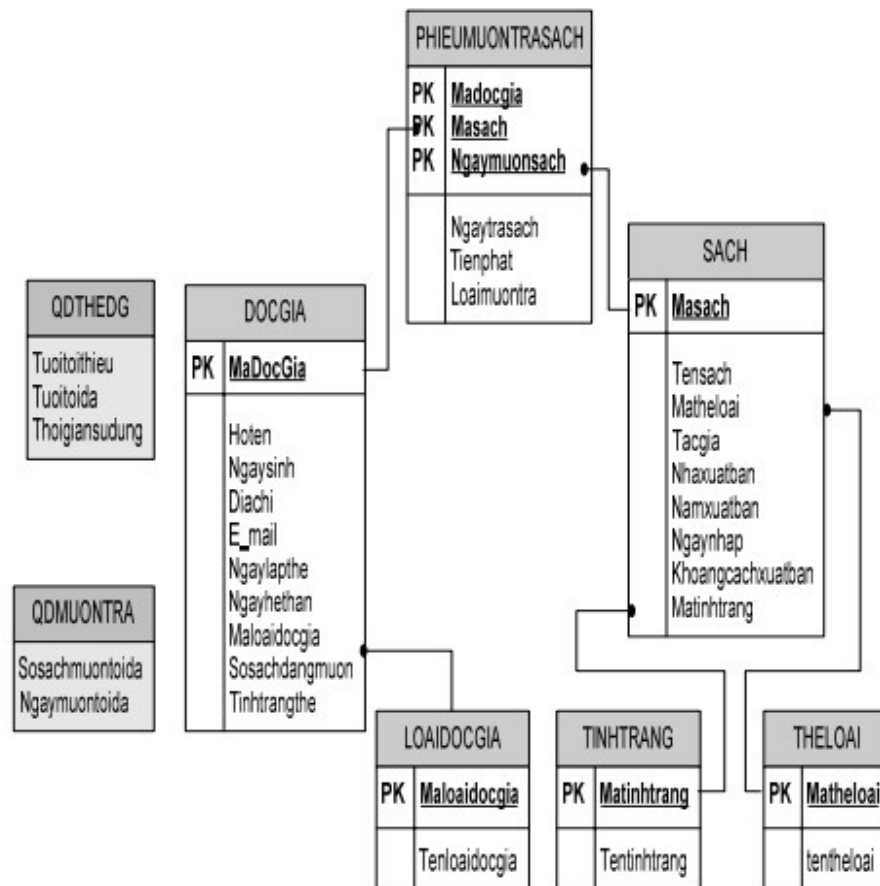 PHIEUMUONTRASACH
PK Madocgia
PK Masach
PK Ngaymuonsach
Ngaytrasach
Tienphat
Loaimuontra
SACH
PK Masach
Tensach
Matheloai
Tacgia
Nhaxuatban
Namxuatban
Ngaynhap
Khoangcachxuatban
Matinhtrang
QDTHEDG
Tuoitoithieu
Tuoitoida
Thoigiansudung
DOCGIA
PK MaDocGia
Hoten
Ngaysinh
Diachi
E_mail
Ngaylapthe
Ngayhethan
Maloaidocgia
Sosachdangmuon
Tinhtrangthe
QDMUONTRA
Sosachmuontoida
Ngaymuontoida
LOAIDOCGIA
PK Maloaidocgia
Tenloaidocgia
TINHTRANG
PK Matinhtrang
Tentinhtrang
THELOAI
PK Matheloai
tentheloai